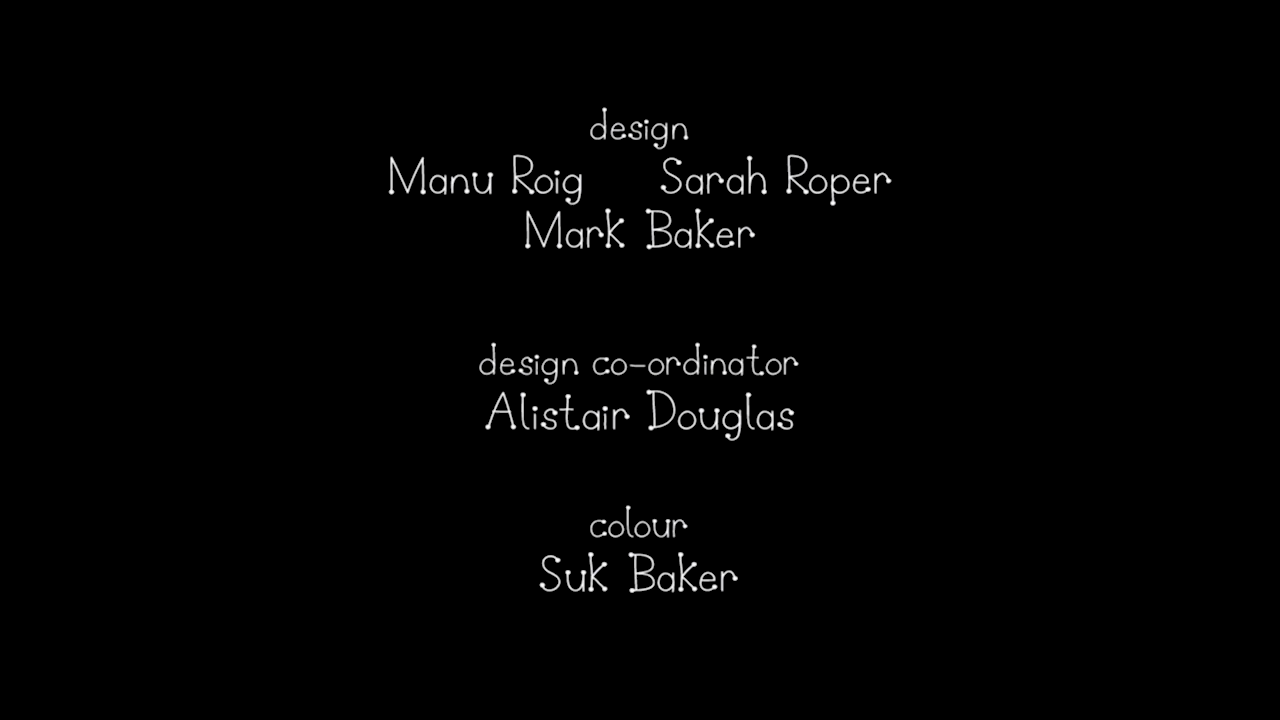 design
Manu Roig Sarah Roper
Mark Baker
design co-ordinator
Alistair Douglas
colour
Suk Baker